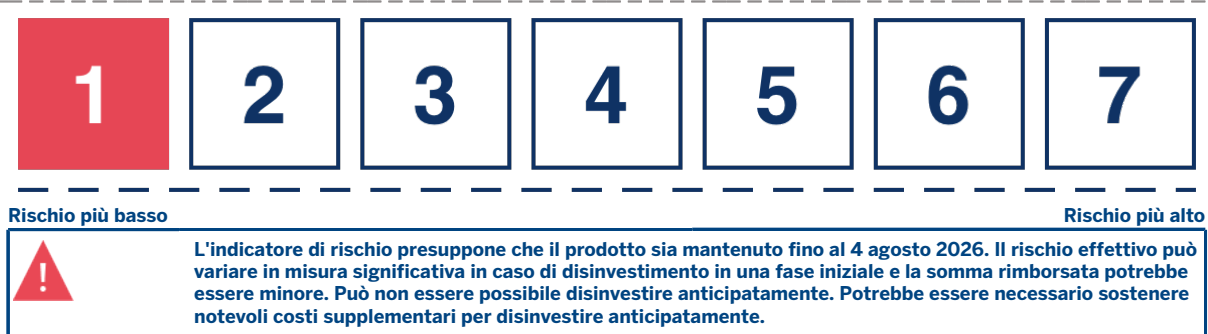 1 2 3 4 5 6 7
Rischio più basso Rischio più alto
L'indicatore di rischio presuppone che il prodotto sia mantenuto fino al 4 agosto 2026. Il rischio effettivo può
variare in misura significativa in caso di disinvestimento in una fase iniziale e la somma rimborsata potrebbe
essere minore. Può non essere possibile disinvestire anticipatamente. Potrebbe essere necessario sostenere
notevoli costi supplementari per disinvestire anticipatamente.